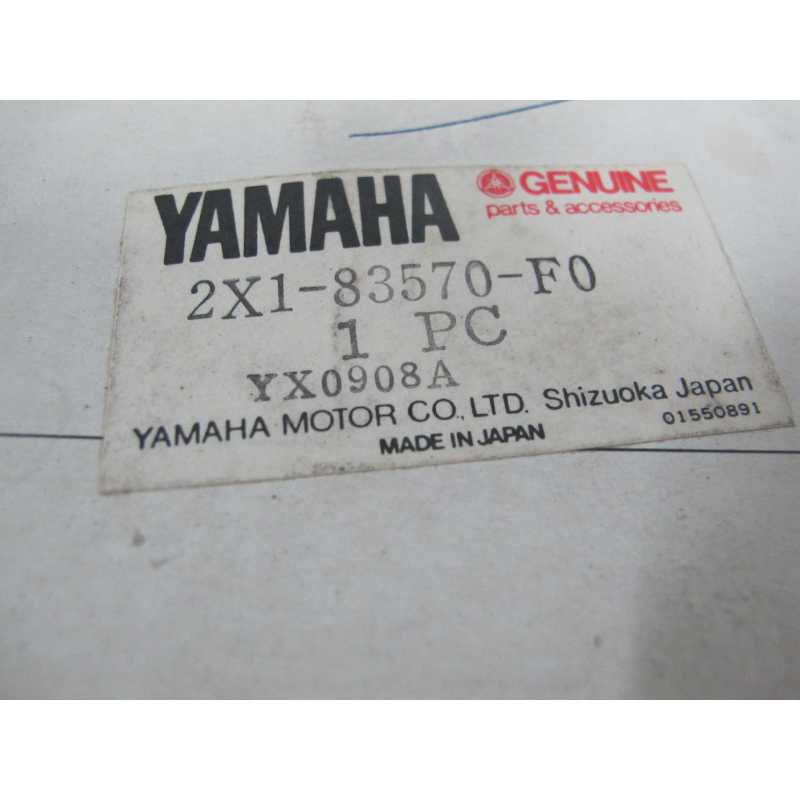 YAMAHA GENUINE
parts & accessories
2X1-83570-F0
1 PC
YX0908A
YAMAHA MOTOR CO., LTD. Shizuoka Japan
MADE IN JAPAN 01550891